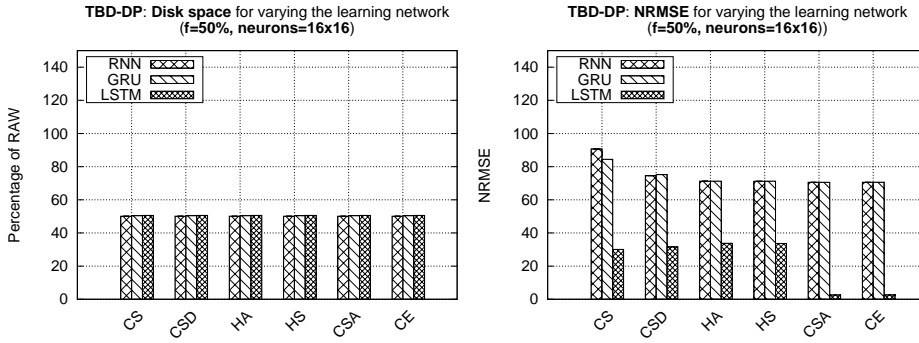 TBD-DP: Disk space for varying the learning network
(f=50%, neurons=16x16)
RNN
GRU
LSTM
Percentage of RAW
140
120
100
80
60
40
20
0
CS
CSD
HA
HS
CSA
CE
TBD-DP: NRMSE for varying the learning network
(f=50%, neurons=16x16))
RNN
GRU
LSTM
NRMSE
140
120
100
80
60
40
20
0
CS
CSD
HA
HS
CSA
CE